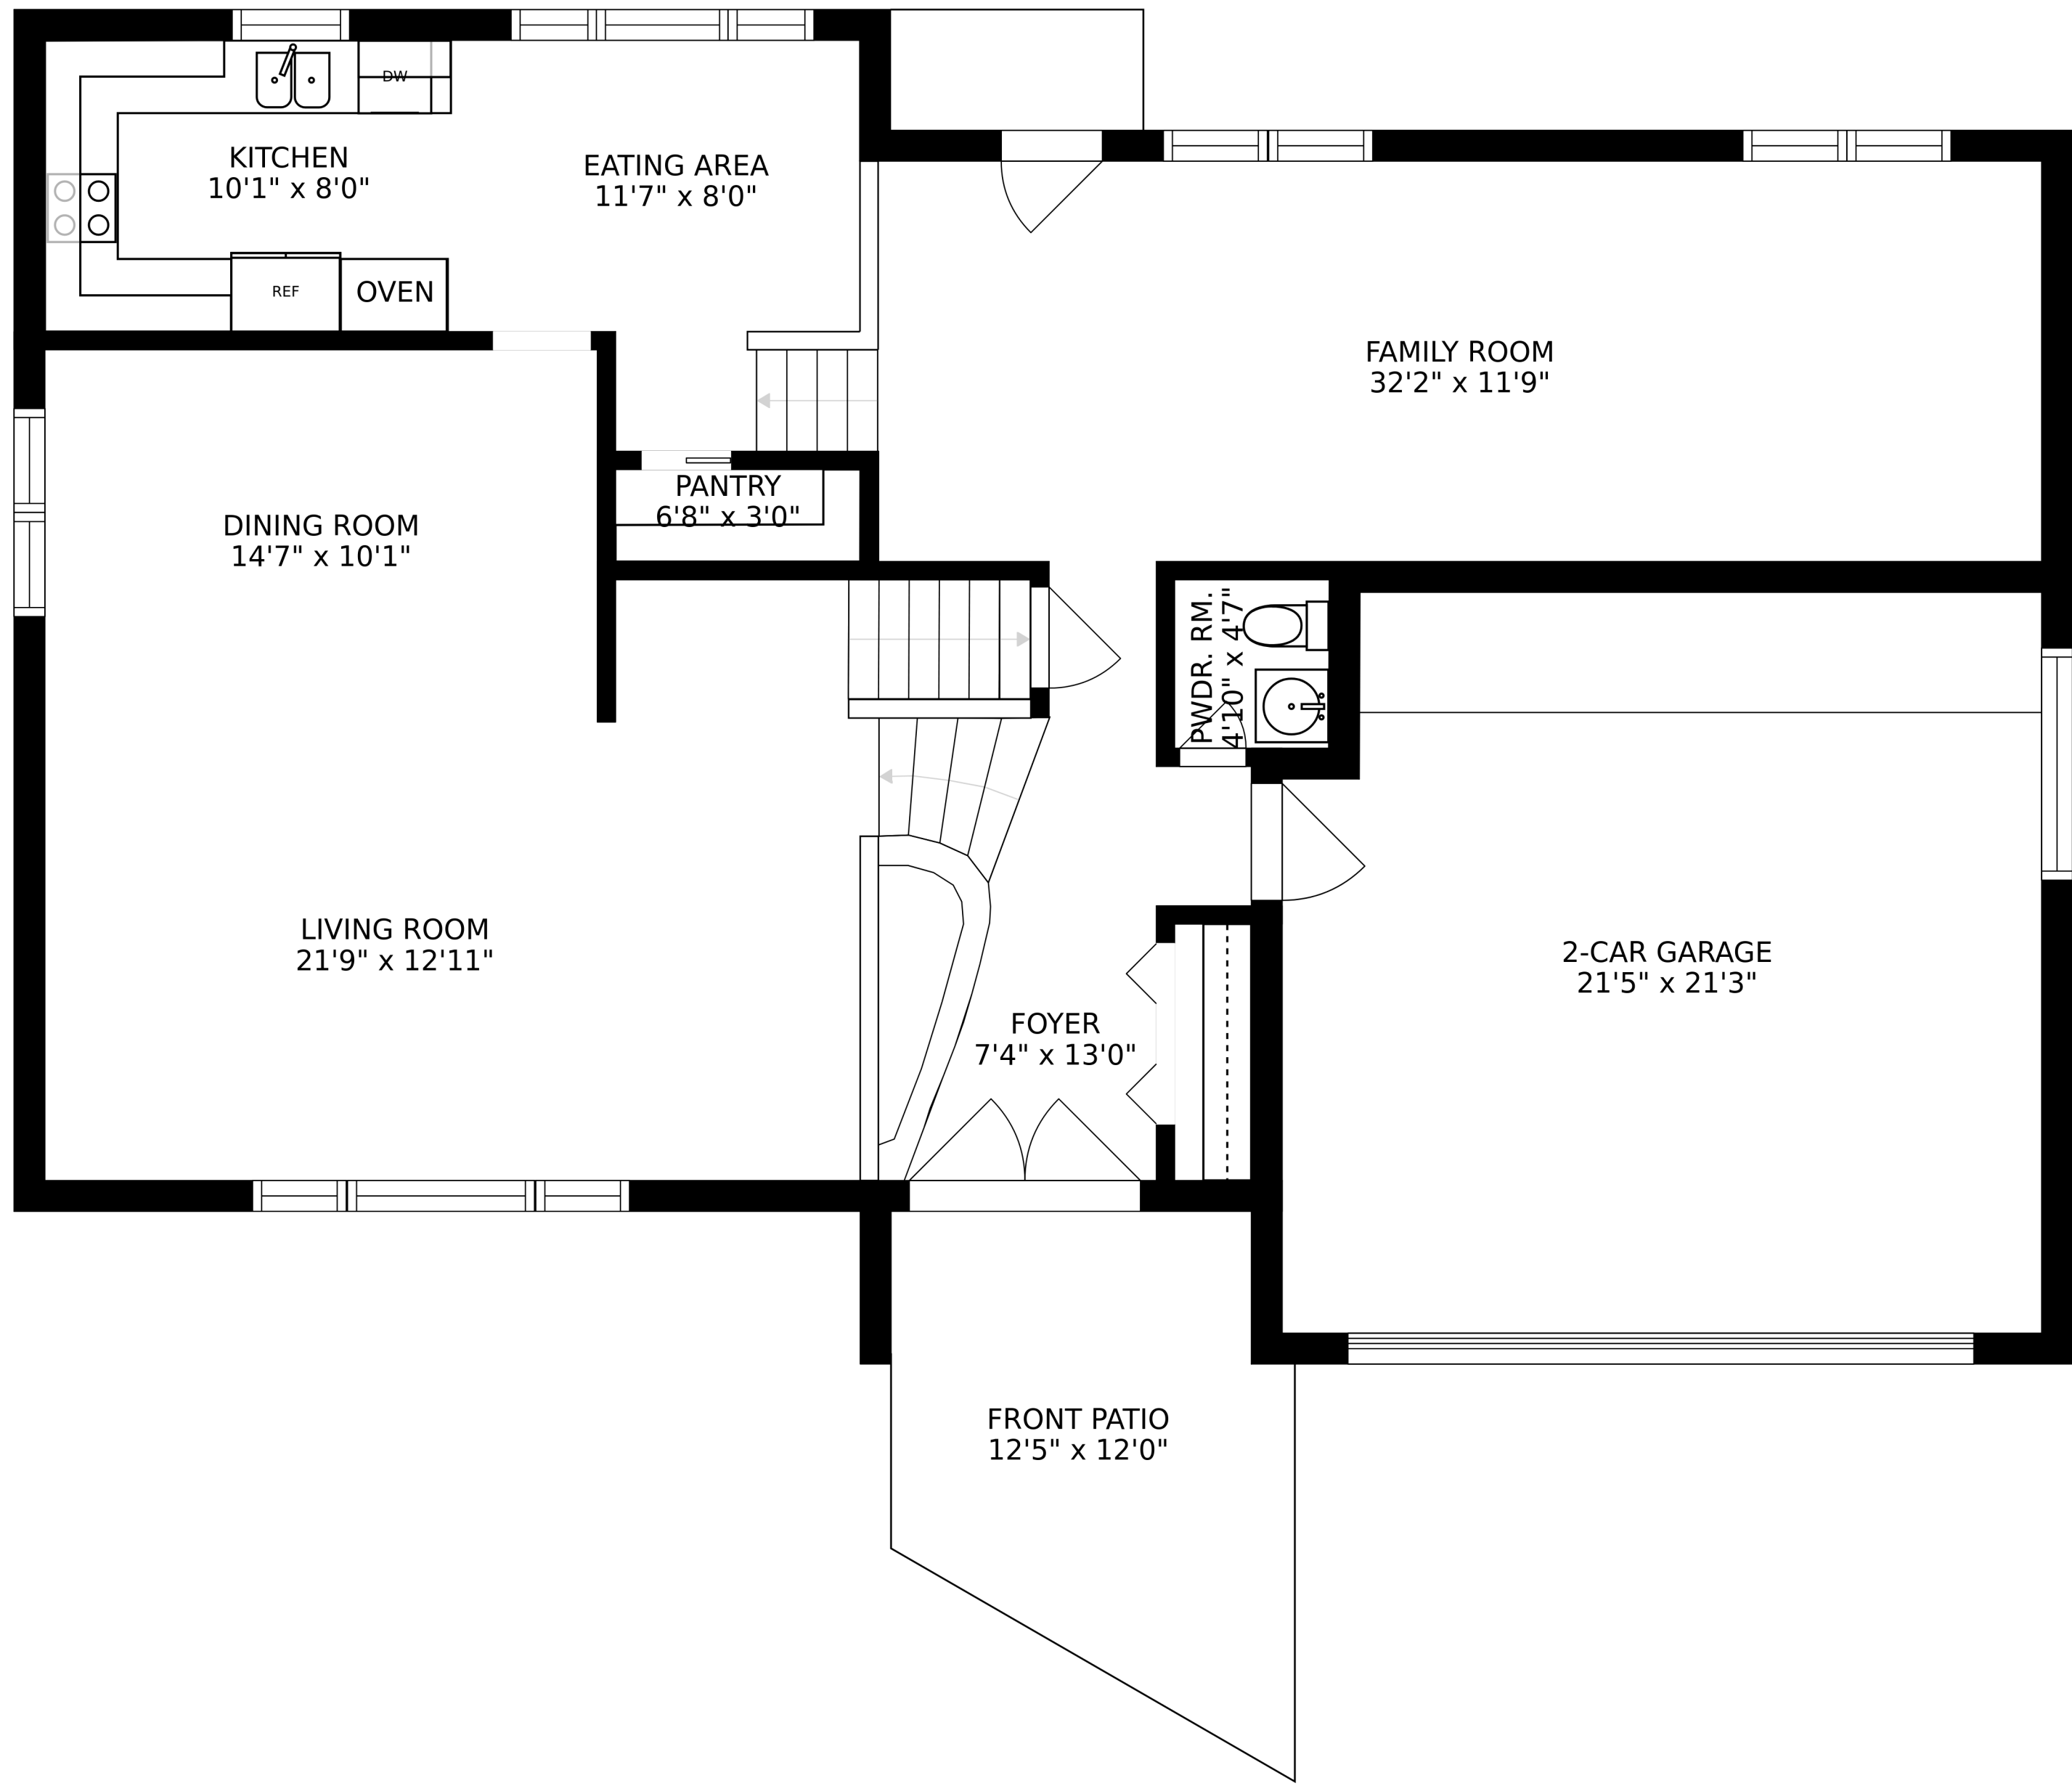 DW
KITCHEN
10'1" x 8'0"
EATING AREA
11'7" x 8'0"
REF
OVEN
FAMILY ROOM
32'2" x 11'9"
PANTRY
6'8" x 3'0"
DINING ROOM
14'7" x 10'1"
PWDR. RM.
4'10" x 4'7"
LIVING ROOM
21'9" x 12'11"
2-CAR GARAGE
21'5" x 21'3"
FOYER
7'4" x 13'0"
FRONT PATIO
12'5" x 12'0"